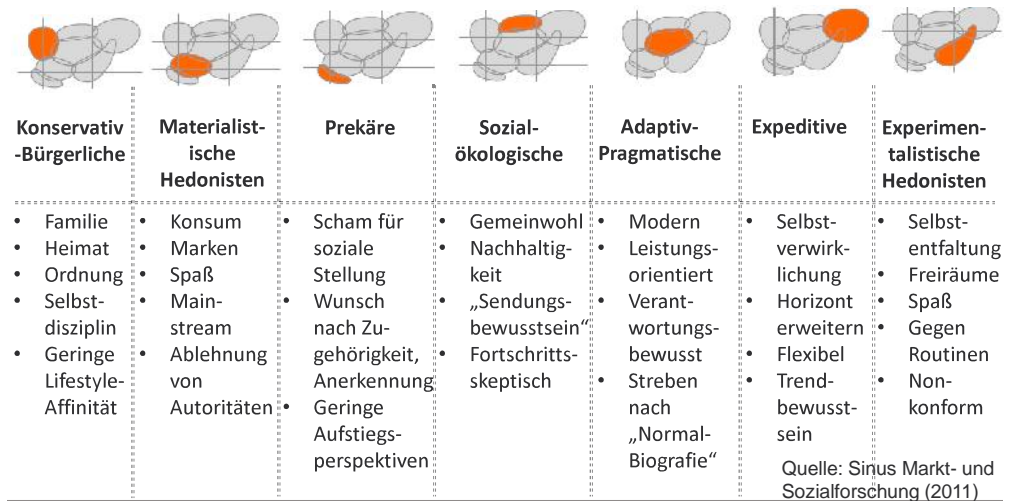 Konservativ
-Bürgerliche
Materialist-
ische
Hedonisten
Prekäre
Sozial-
ökologische
Adaptiv-
Pragmatische
Expeditive
Experimen-
talistische
Hedonisten
• Familie
• Heimat
• Ordnung
• Selbst-
disziplin
• Geringe
Lifestyle-
Affinität
• Konsum
• Marken
• Spaß
• Main-
stream
• Ablehnung
von
Autoritäten
• Scham für
soziale
Stellung
• Wunsch
nach Zu-
gehörigkeit,
Anerkennung
• Geringe
Aufstiegs-
perspektiven
• Gemeinwohl
• Nachhaltig-
keit
• „Sendungs-
bewusstsein“
• Fortschritts-
skeptisch
• Modern
• Leistungs-
orientiert
• Verant-
wortungs-
bewusst
• Streben
nach
„Normal-
Biografie“
• Selbst-
verwirk-
lichung
• Horizont
erweitern
• Flexibel
• Trend-
bewusst-
sein
• Selbst-
entfaltung
• Freiräume
• Spaß
• Gegen
Routinen
• Non-
konform
Quelle: Sinus Markt- und
Sozialforschung (2011)